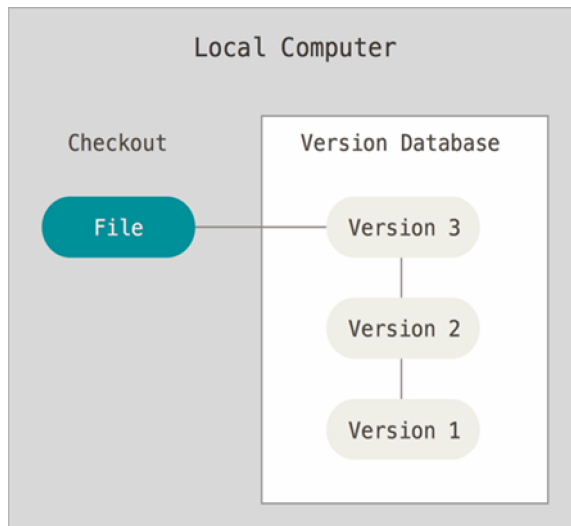 Local Computer
Checkout
Version Database
File
Version 3
Version 2
Version 1